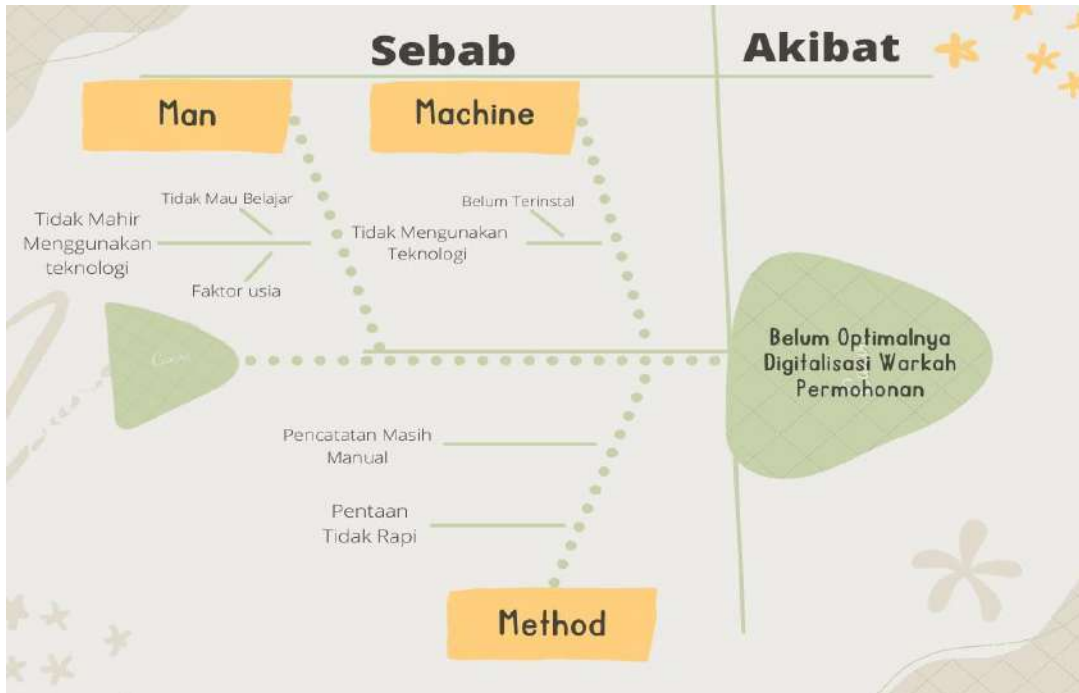 Sebab
Akibat
Man
Machine
Tidak Mau Belajar
Tidak Mahir
Menggunakan
teknologi
Faktor usia
Belum Terinstal
Tidak Mengunakan
Teknologi
Belum Optimalnya
Digitalisasi Warkah
Permohonan
Pencatatan Masih
Manual
Pentaan
Tidak Rapi
Method